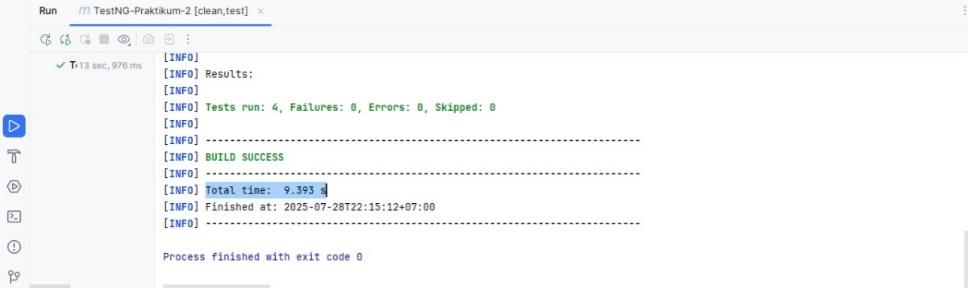 Run
TestNG-Praktikum-2 [clean,test]
13 sec, 976 ms
[INFO]
[INFO] Results:
[INFO]
[INFO] Tests run: 4, Failures: 0, Errors: 0, Skipped: 0
[INFO]
[INFO] ------------------------------------------------------------------------
[INFO] BUILD SUCCESS
[INFO] ------------------------------------------------------------------------
[INFO] Total time:  9.393 s
[INFO] Finished at: 2025-07-28T22:15:12+07:00
[INFO] ------------------------------------------------------------------------
Process finished with exit code 0